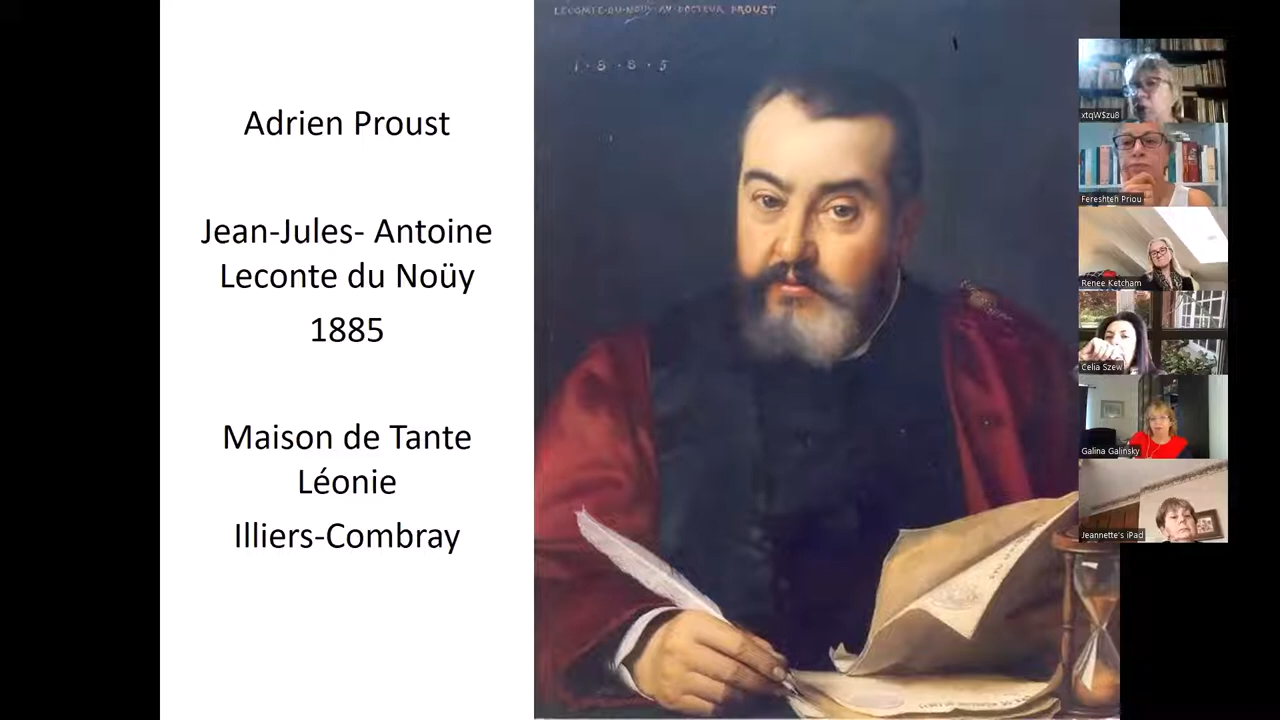 Adrien Proust
Jean-Jules- Antoine
Leconte du Noüy
1885
Maison de Tante
Léonie
Illiers-Combray
LECOMTE·DU·NOUY·AU·DOCTEUR PROUST
1·8·8·5
xtqW$zu8
Fereshteh Priou
Renee Ketcham
Celia Szew
Galina Galinsky
Jeannette's iPad